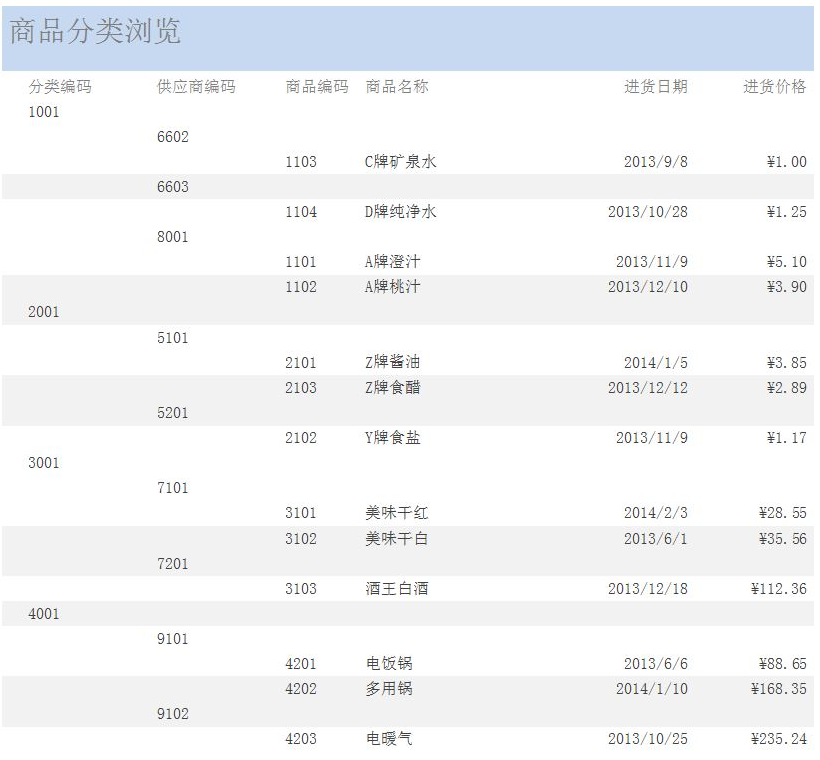 商品分类浏览
分类编码 供应商编码 商品编码 商品名称 进货日期 进货价格
1001
6602
1103 C牌矿泉水 2013/9/8 ¥1.00
6603
1104 D牌纯净水 2013/10/28 ¥1.25
8001
1101 A牌澄汁 2013/11/9 ¥5.10
1102 A牌桃汁 2013/12/10 ¥3.90
2001
5101
2101 Z牌酱油 2014/1/5 ¥3.85
2103 Z牌食醋 2013/12/12 ¥2.89
5201
2102 Y牌食盐 2013/11/9 ¥1.17
3001
7101
3101 美味干红 2014/2/3 ¥28.55
3102 美味干白 2013/6/1 ¥35.56
7201
3103 酒王白酒 2013/12/18 ¥112.36
4001
9101
4201 电饭锅 2013/6/6 ¥88.65
4202 多用锅 2014/1/10 ¥168.35
9102
4203 电暖气 2013/10/25 ¥235.24